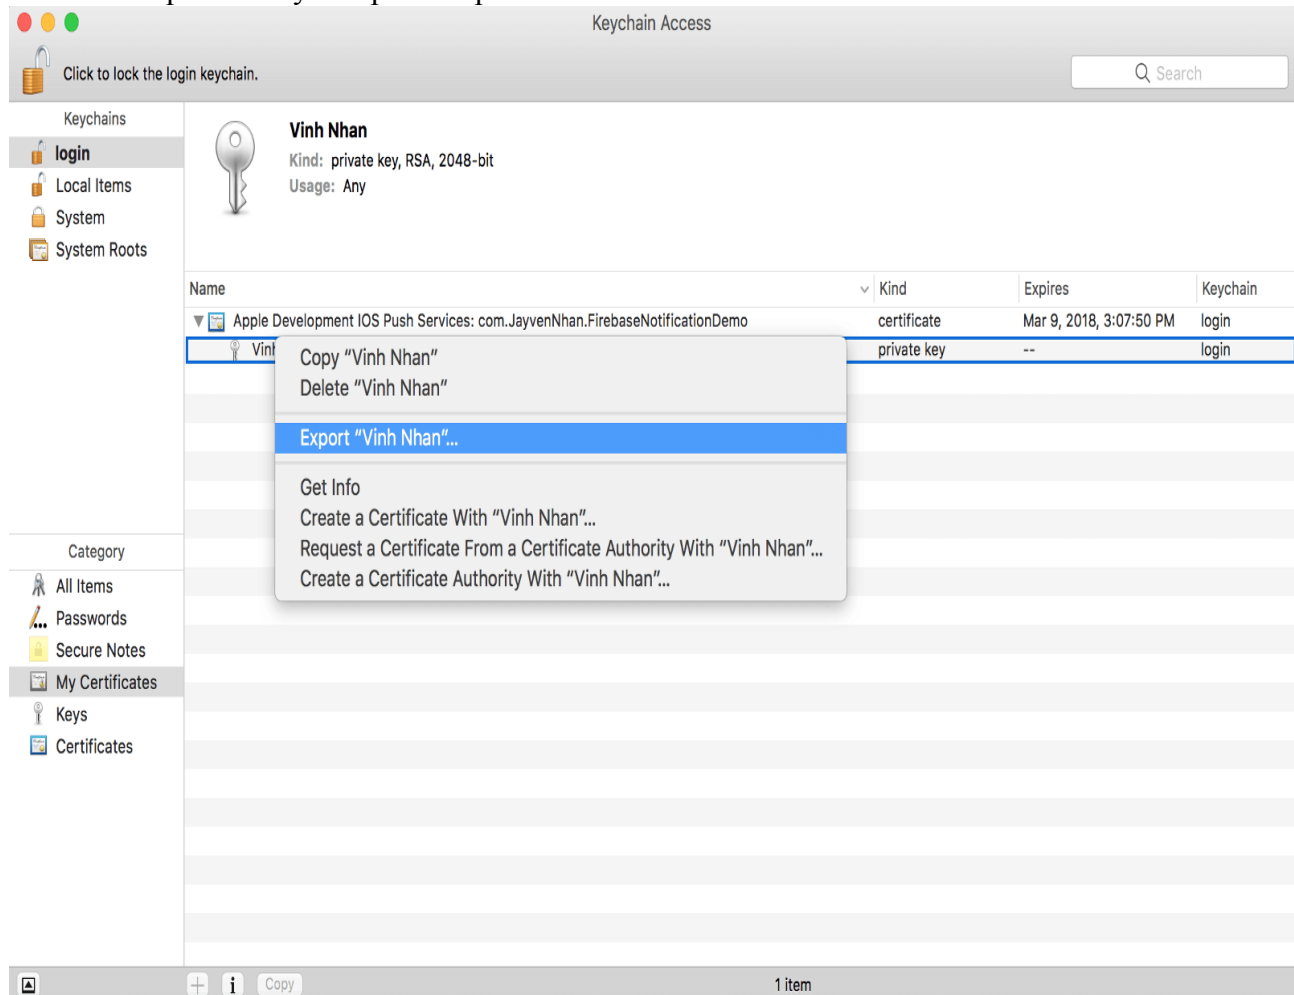 Keychain Access
Click to lock the login keychain.
Search
Keychains
login
Local Items
System
System Roots
Vinh Nhan
Kind: private key, RSA, 2048-bit
Usage: Any
Name Kind Expires Keychain
Apple Development IOS Push Services: com.JayvenNhan.FirebaseNotificationDemo certificate Mar 9, 2018, 3:07:50 PM login
private key -- login
Copy “Vinh Nhan”
Delete “Vinh Nhan”
Export “Vinh Nhan”...
Get Info
Create a Certificate With “Vinh Nhan”...
Request a Certificate From a Certificate Authority With “Vinh Nhan”...
Create a Certificate Authority With “Vinh Nhan”...
Category
All Items
Passwords
Secure Notes
My Certificates
Keys
Certificates
Copy
1 item